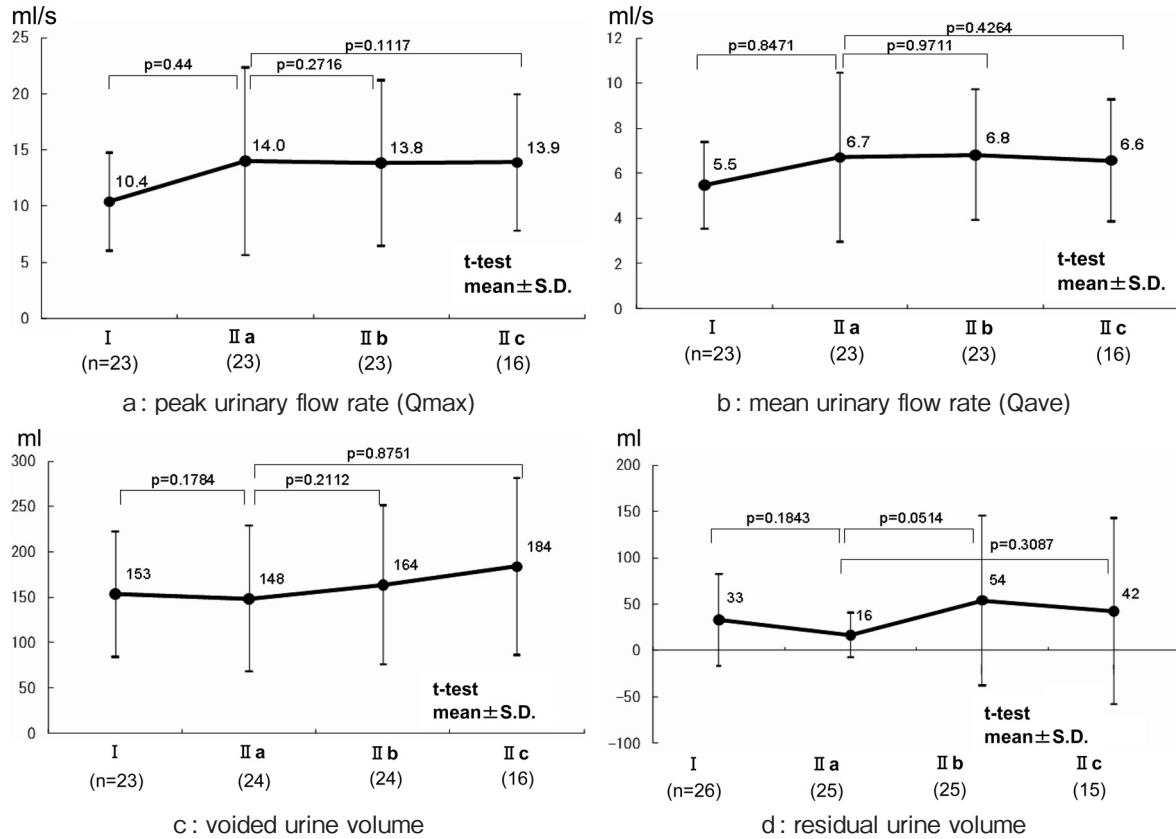 ml/s
25
20
15
10
5
0
p=0.1117
p=0.44
p=0.2716
10.4
14.0
13.8
13.9
t-test
mean±S.D.
Ⅰ
Ⅱa
Ⅱb
Ⅱc
(n=23)
(23)
(23)
(16)
a : peak urinary flow rate (Qmax)
ml/s
12
10
8
6
4
2
0
p=0.4264
p=0.8471
p=0.9711
5.5
6.7
6.8
6.6
t-test
mean±S.D.
Ⅰ
Ⅱa
Ⅱb
Ⅱc
(n=23)
(23)
(23)
(16)
b : mean urinary flow rate (Qave)
ml
300
250
200
150
100
50
0
p=0.8751
p=0.1784
p=0.2112
153
148
164
184
t-test
mean±S.D.
Ⅰ
Ⅱa
Ⅱb
Ⅱc
(n=23)
(24)
(24)
(16)
c : voided urine volume
ml
200
150
100
50
0
-50
-100
p=0.1843
p=0.0514
p=0.3087
33
16
54
42
t-test
mean±S.D.
Ⅰ
Ⅱa
Ⅱb
Ⅱc
(n=26)
(25)
(25)
(15)
d : residual urine volume